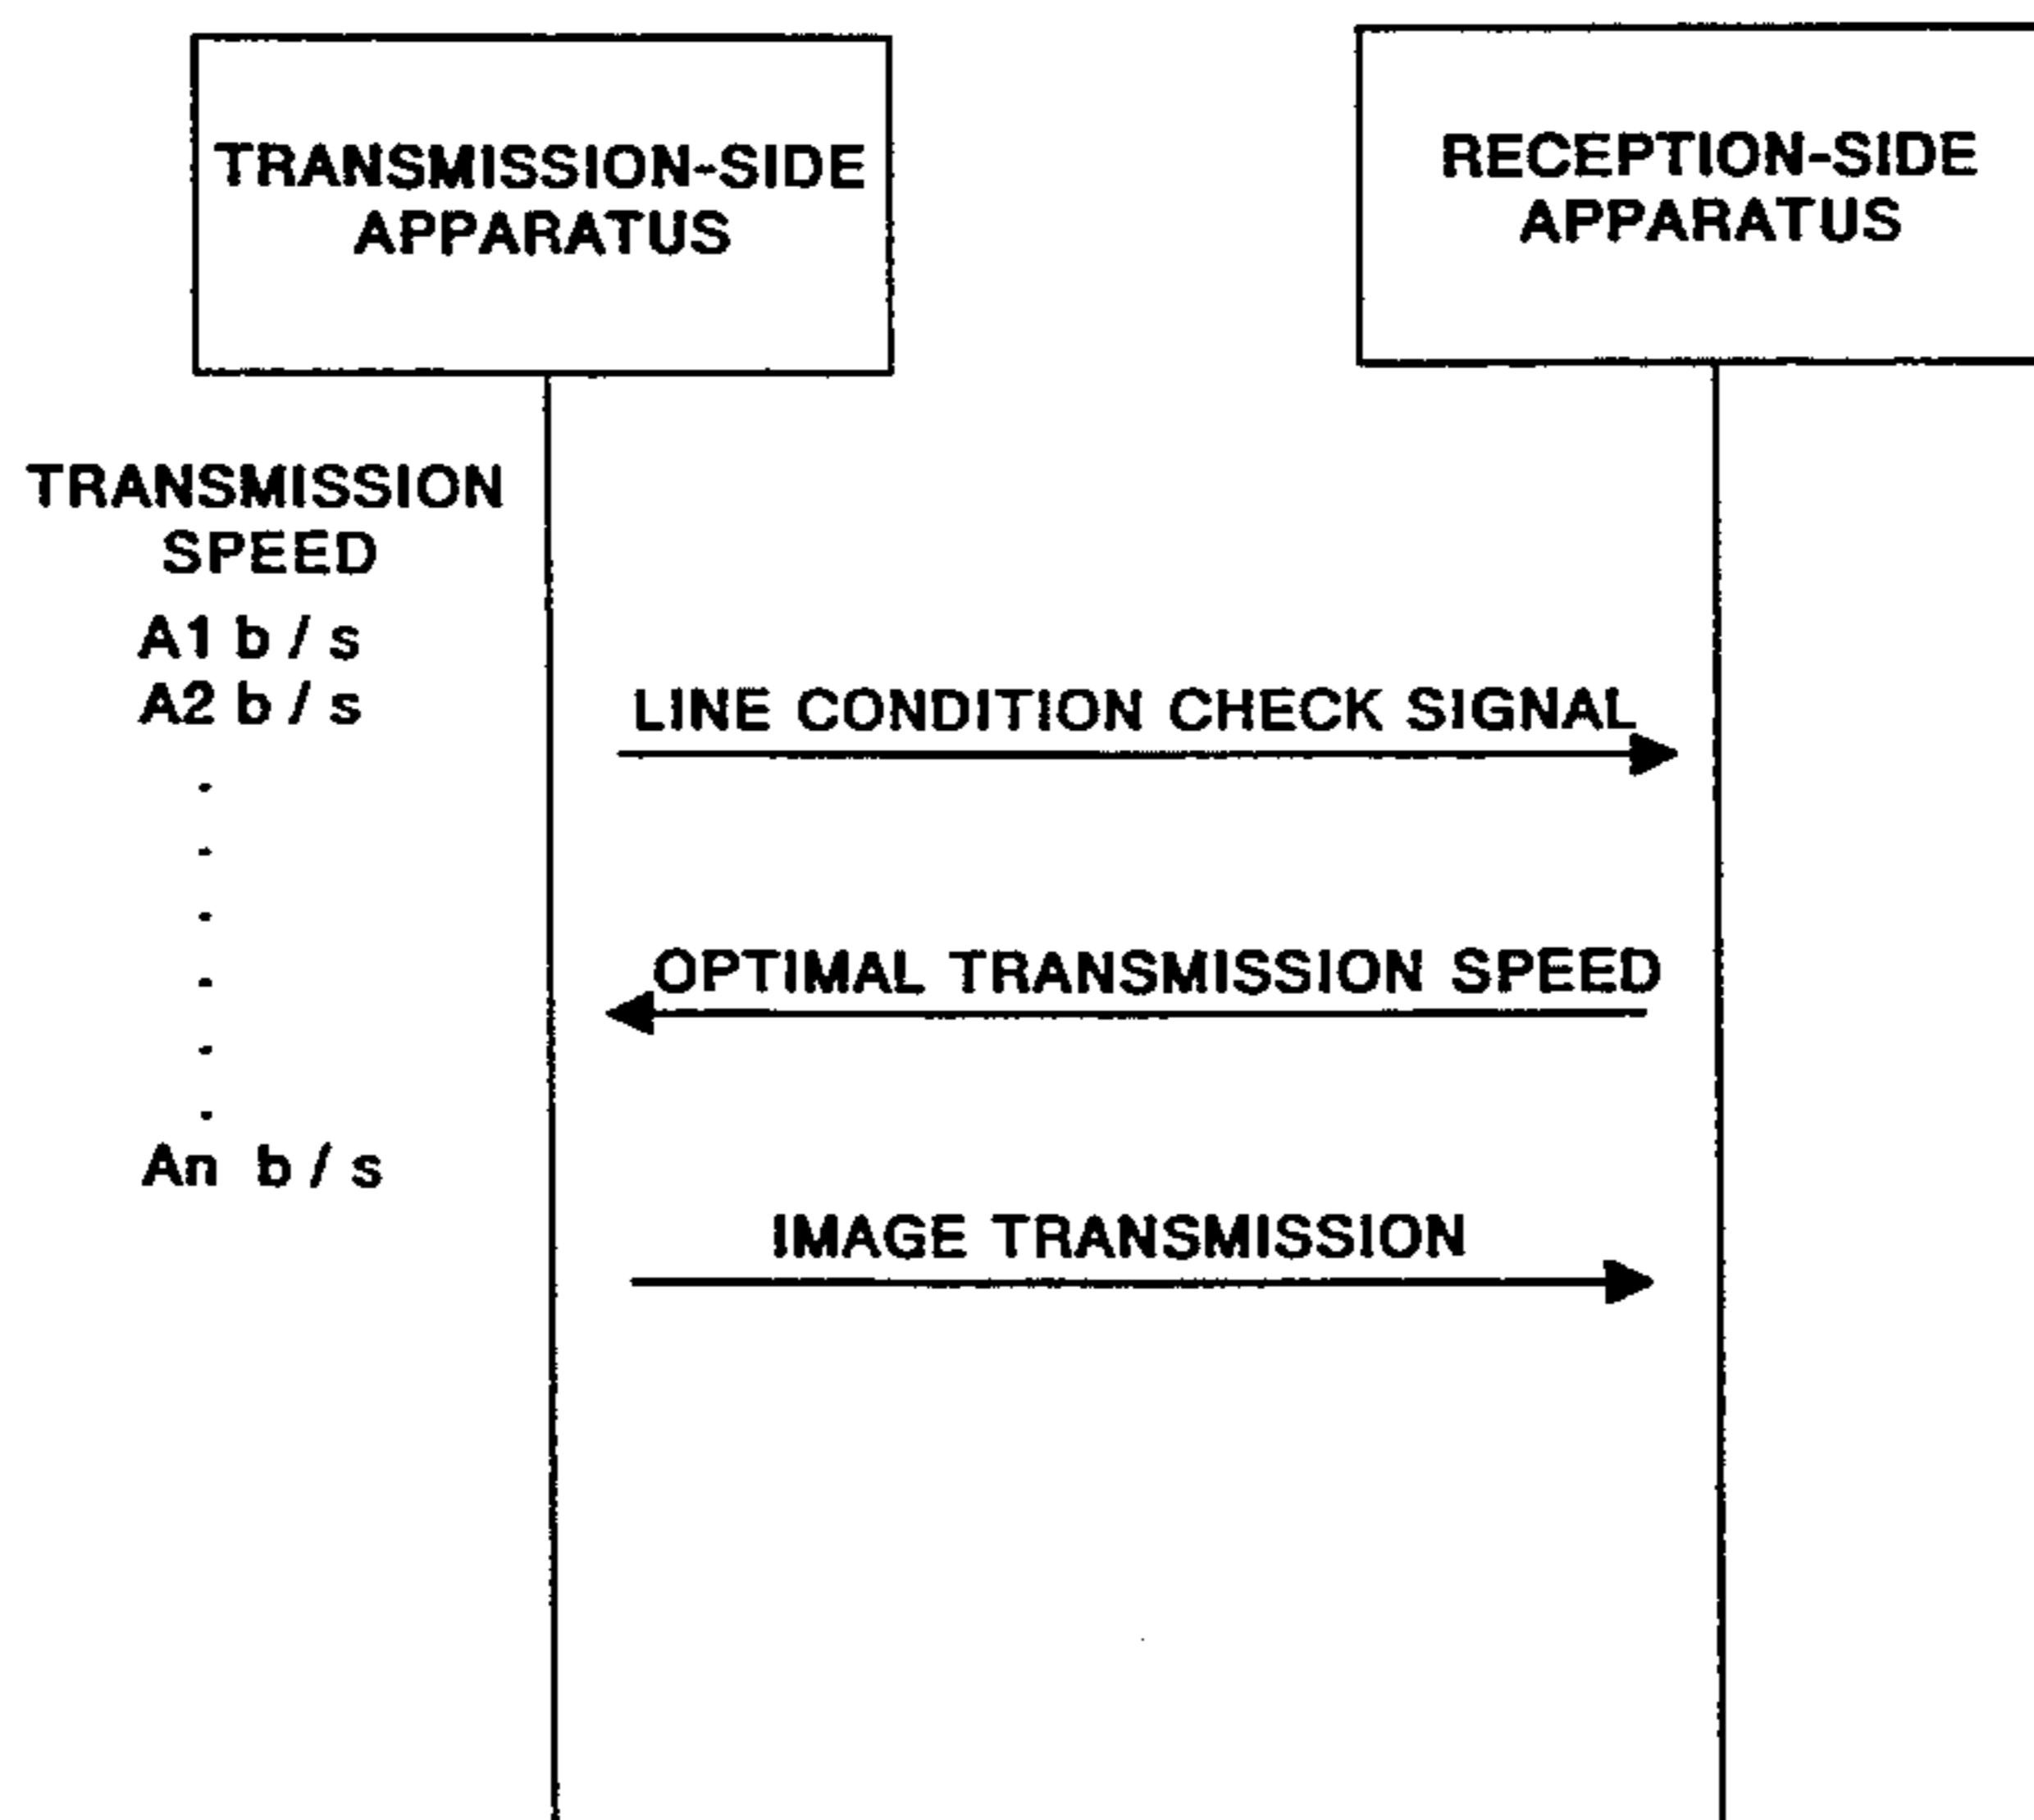 TRANSMISSION-SIDE
APPARATUS
RECEPTION-SIDE
APPARATUS
TRANSMISSION
SPEED
A1 b / s
A2 b / s
LINE CONDITION CHECK SIGNAL
OPTIMAL TRANSMISSION SPEED
An b / s
IMAGE TRANSMISSION